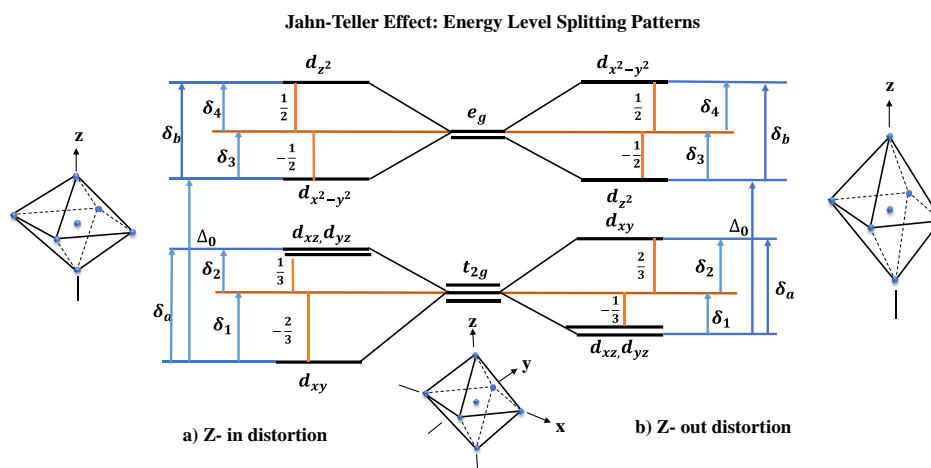 Jahn-Teller Effect: Energy Level Splitting Patterns
d_{z^2}
d_{x^2-y^2}
z
z
δ_4
1/2
e_g
1/2
δ_4
δ_b
δ_b
δ_3
-1/2
-1/2
δ_3
d_{x^2-y^2}
d_{z^2}
d_{xz},d_{yz}
d_{xy}
Δ_0
Δ_0
δ_2
1/3
t_{2g}
2/3
δ_2
δ_a
δ_a
δ_1
-2/3
-1/3
δ_1
z
d_{xz},d_{yz}
d_{xy}
y
x
a) Z- in distortion
b) Z- out distortion